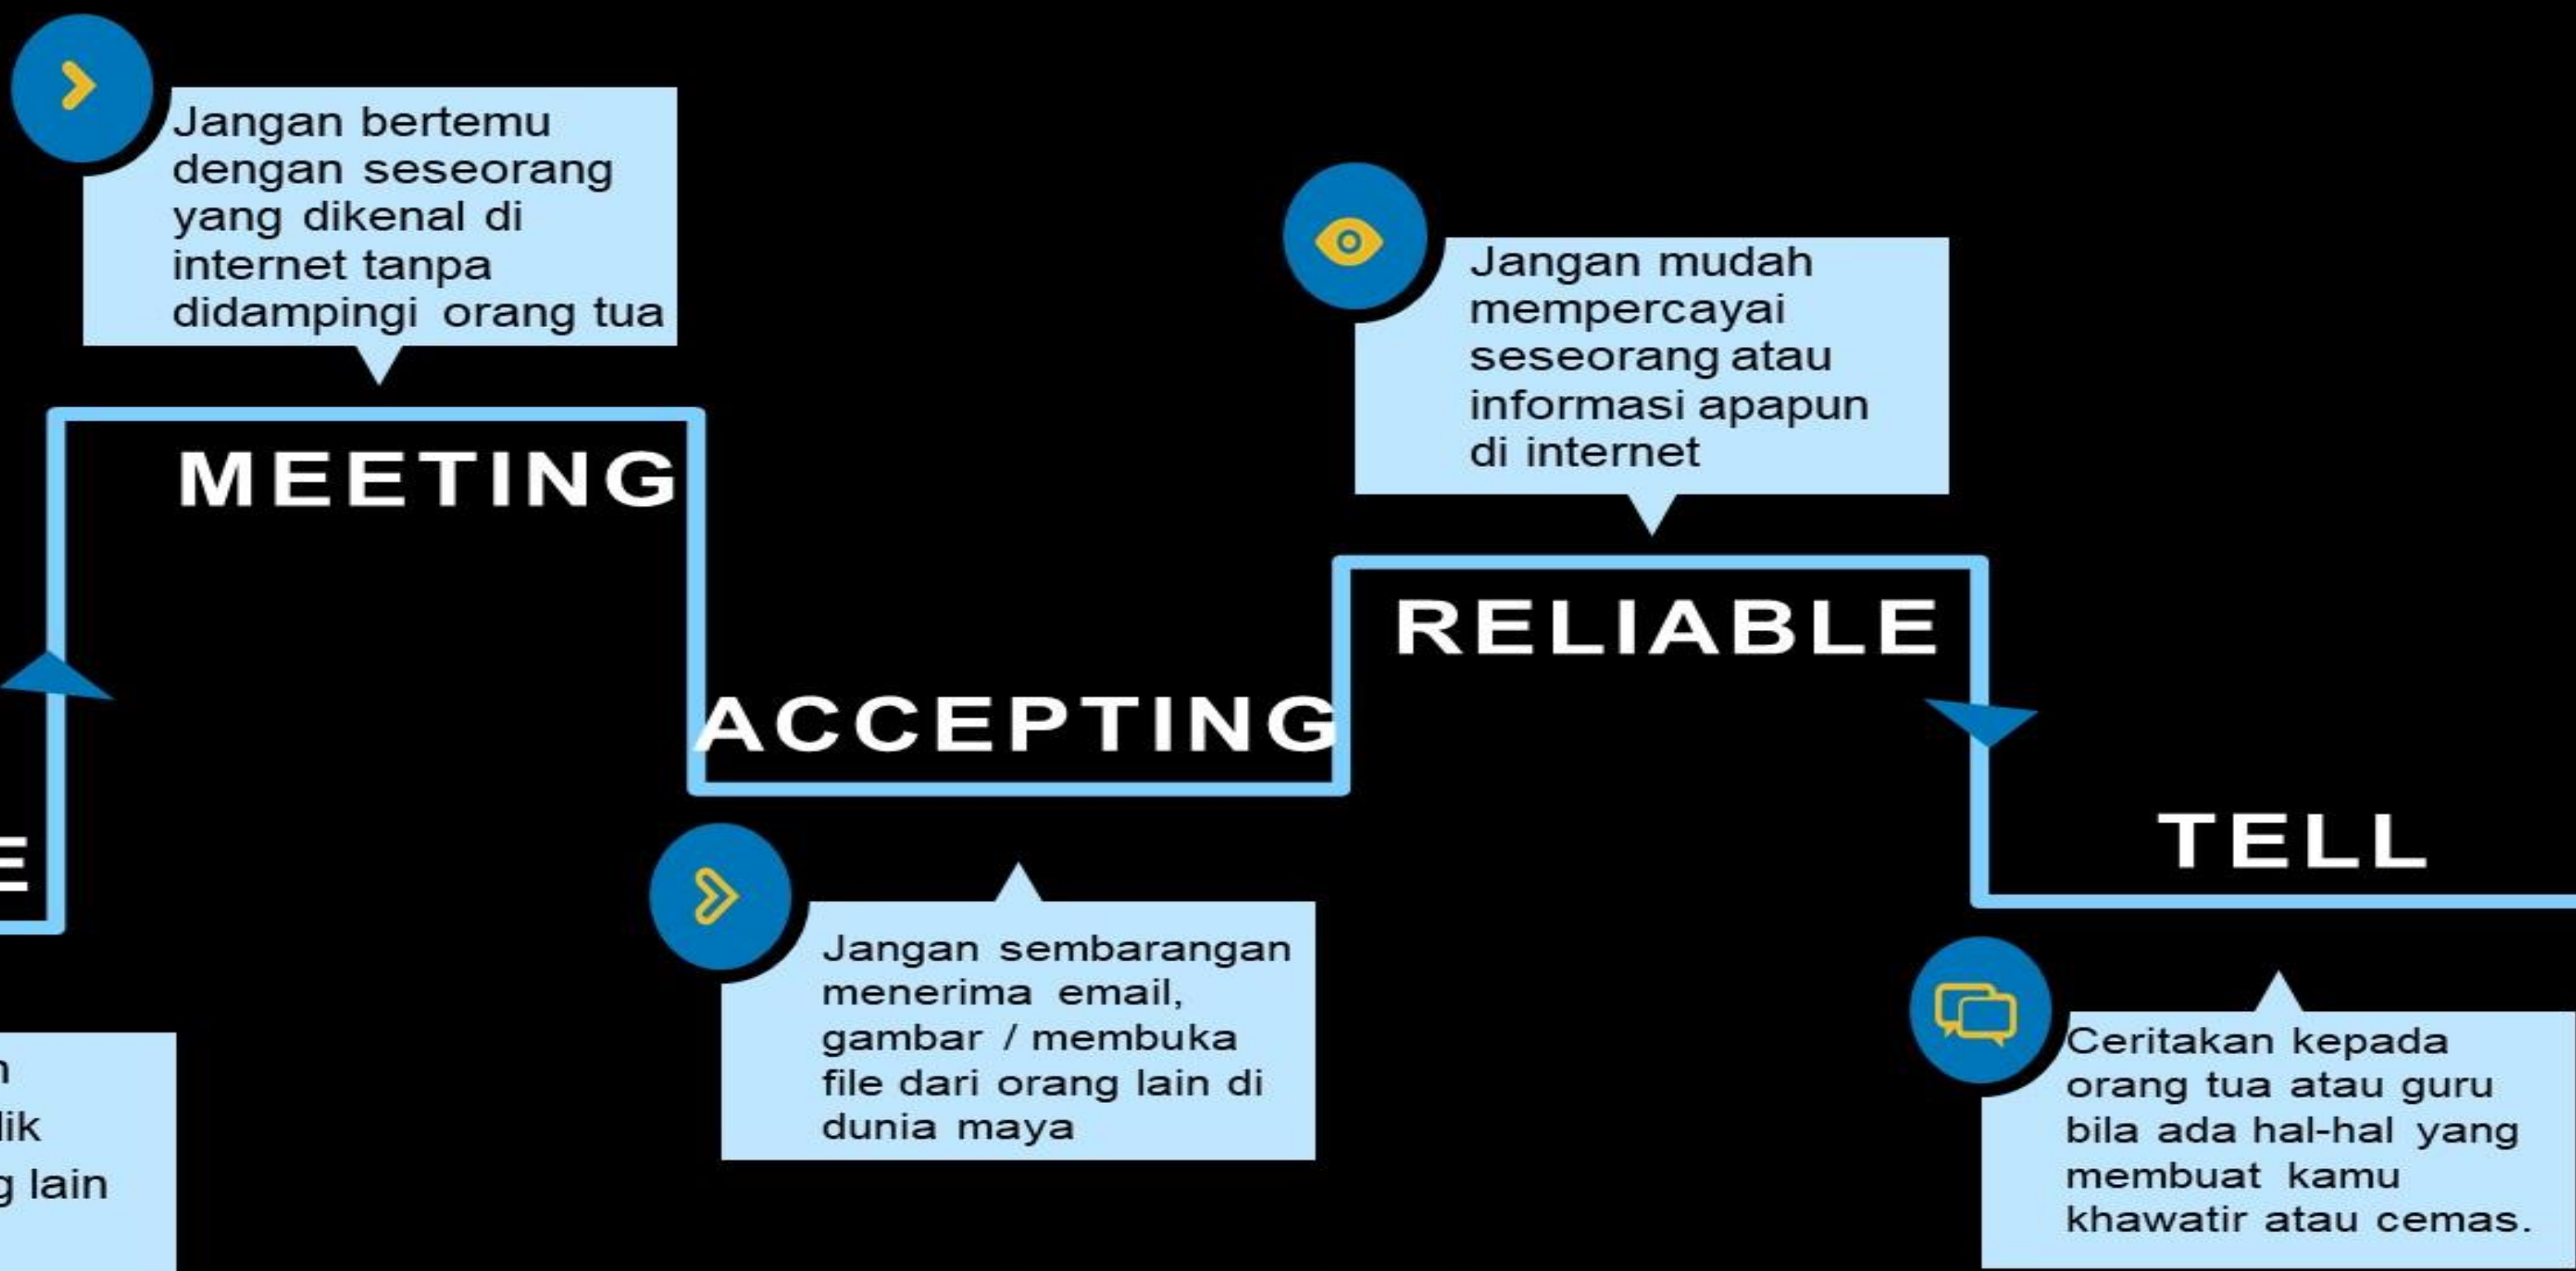 Jangan bertemu
dengan seseorang
yang dikenal di
internet tanpa
didampingi orang tua
MEETING
Jangan mudah
mempercayai
seseorang atau
informasi apapun
di internet
RELIABLE
ACCEPTING
Jangan sembarangan
menerima email,
gambar / membuka
file dari orang lain di
dunia maya
TELL
Ceritakan kepada
orang tua atau guru
bila ada hal-hal yang
membuat kamu
khawatir atau cemas.
lain